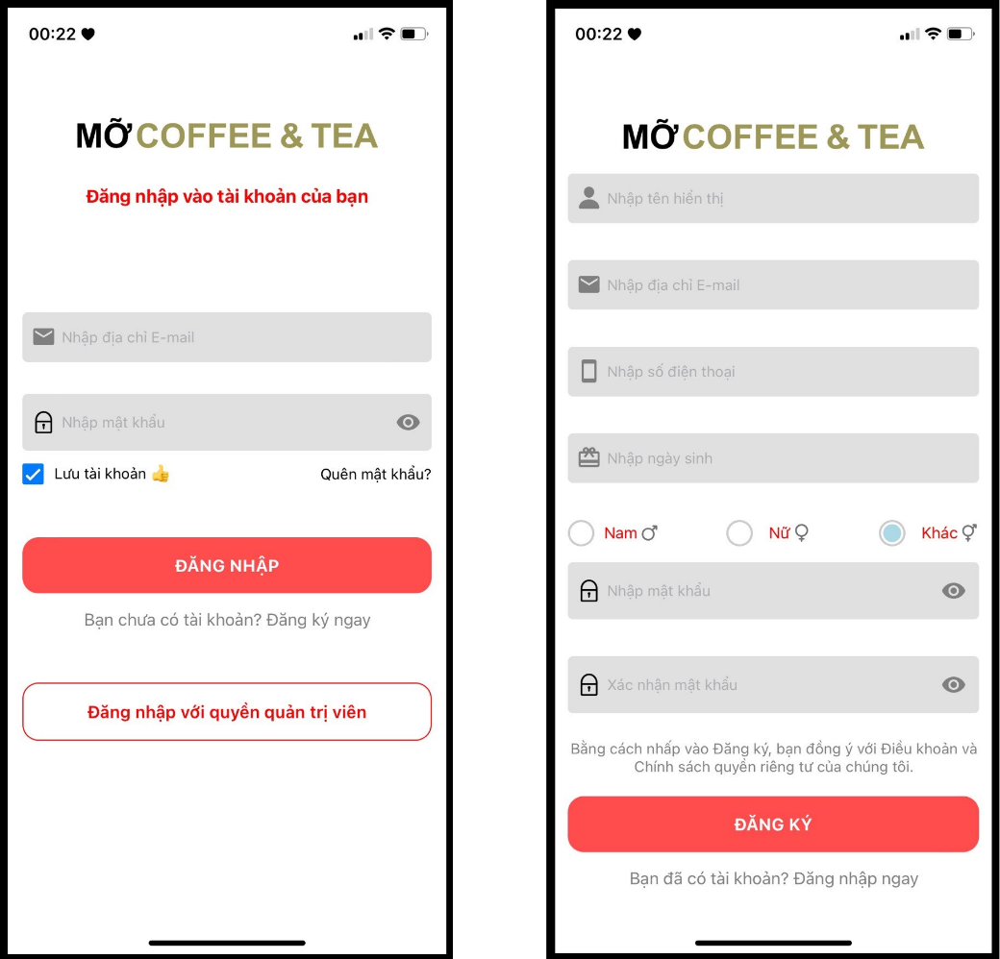 00:22
MỠ COFFEE & TEA
Đăng nhập vào tài khoản của bạn
Nhập địa chỉ E-mail
Nhập mật khẩu
Lưu tài khoản 👍 Quên mật khẩu?
ĐĂNG NHẬP
Bạn chưa có tài khoản? Đăng ký ngay
Đăng nhập với quyền quản trị viên
00:22
MỠ COFFEE & TEA
Nhập tên hiển thị
Nhập địa chỉ E-mail
Nhập số điện thoại
Nhập ngày sinh
Nam ♂ Nữ ♀ Khác ⚥
Nhập mật khẩu
Xác nhận mật khẩu
Bằng cách nhấp vào Đăng ký, bạn đồng ý với Điều khoản và
Chính sách quyền riêng tư của chúng tôi.
ĐĂNG KÝ
Bạn đã có tài khoản? Đăng nhập ngay